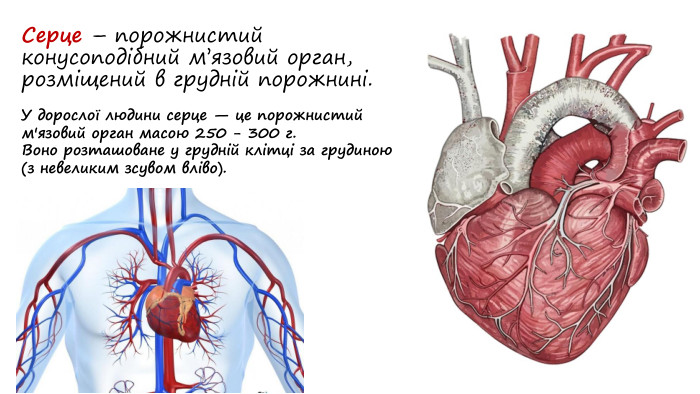 Серце – порожнистий
конусоподібний м’язовий орган,
розміщений в грудній порожнині.
У дорослої людини серце — це порожнистий
м'язовий орган масою 250 – 300 г.
Воно розташоване у грудній клітці за грудиною
(з невеликим зсувом вліво).